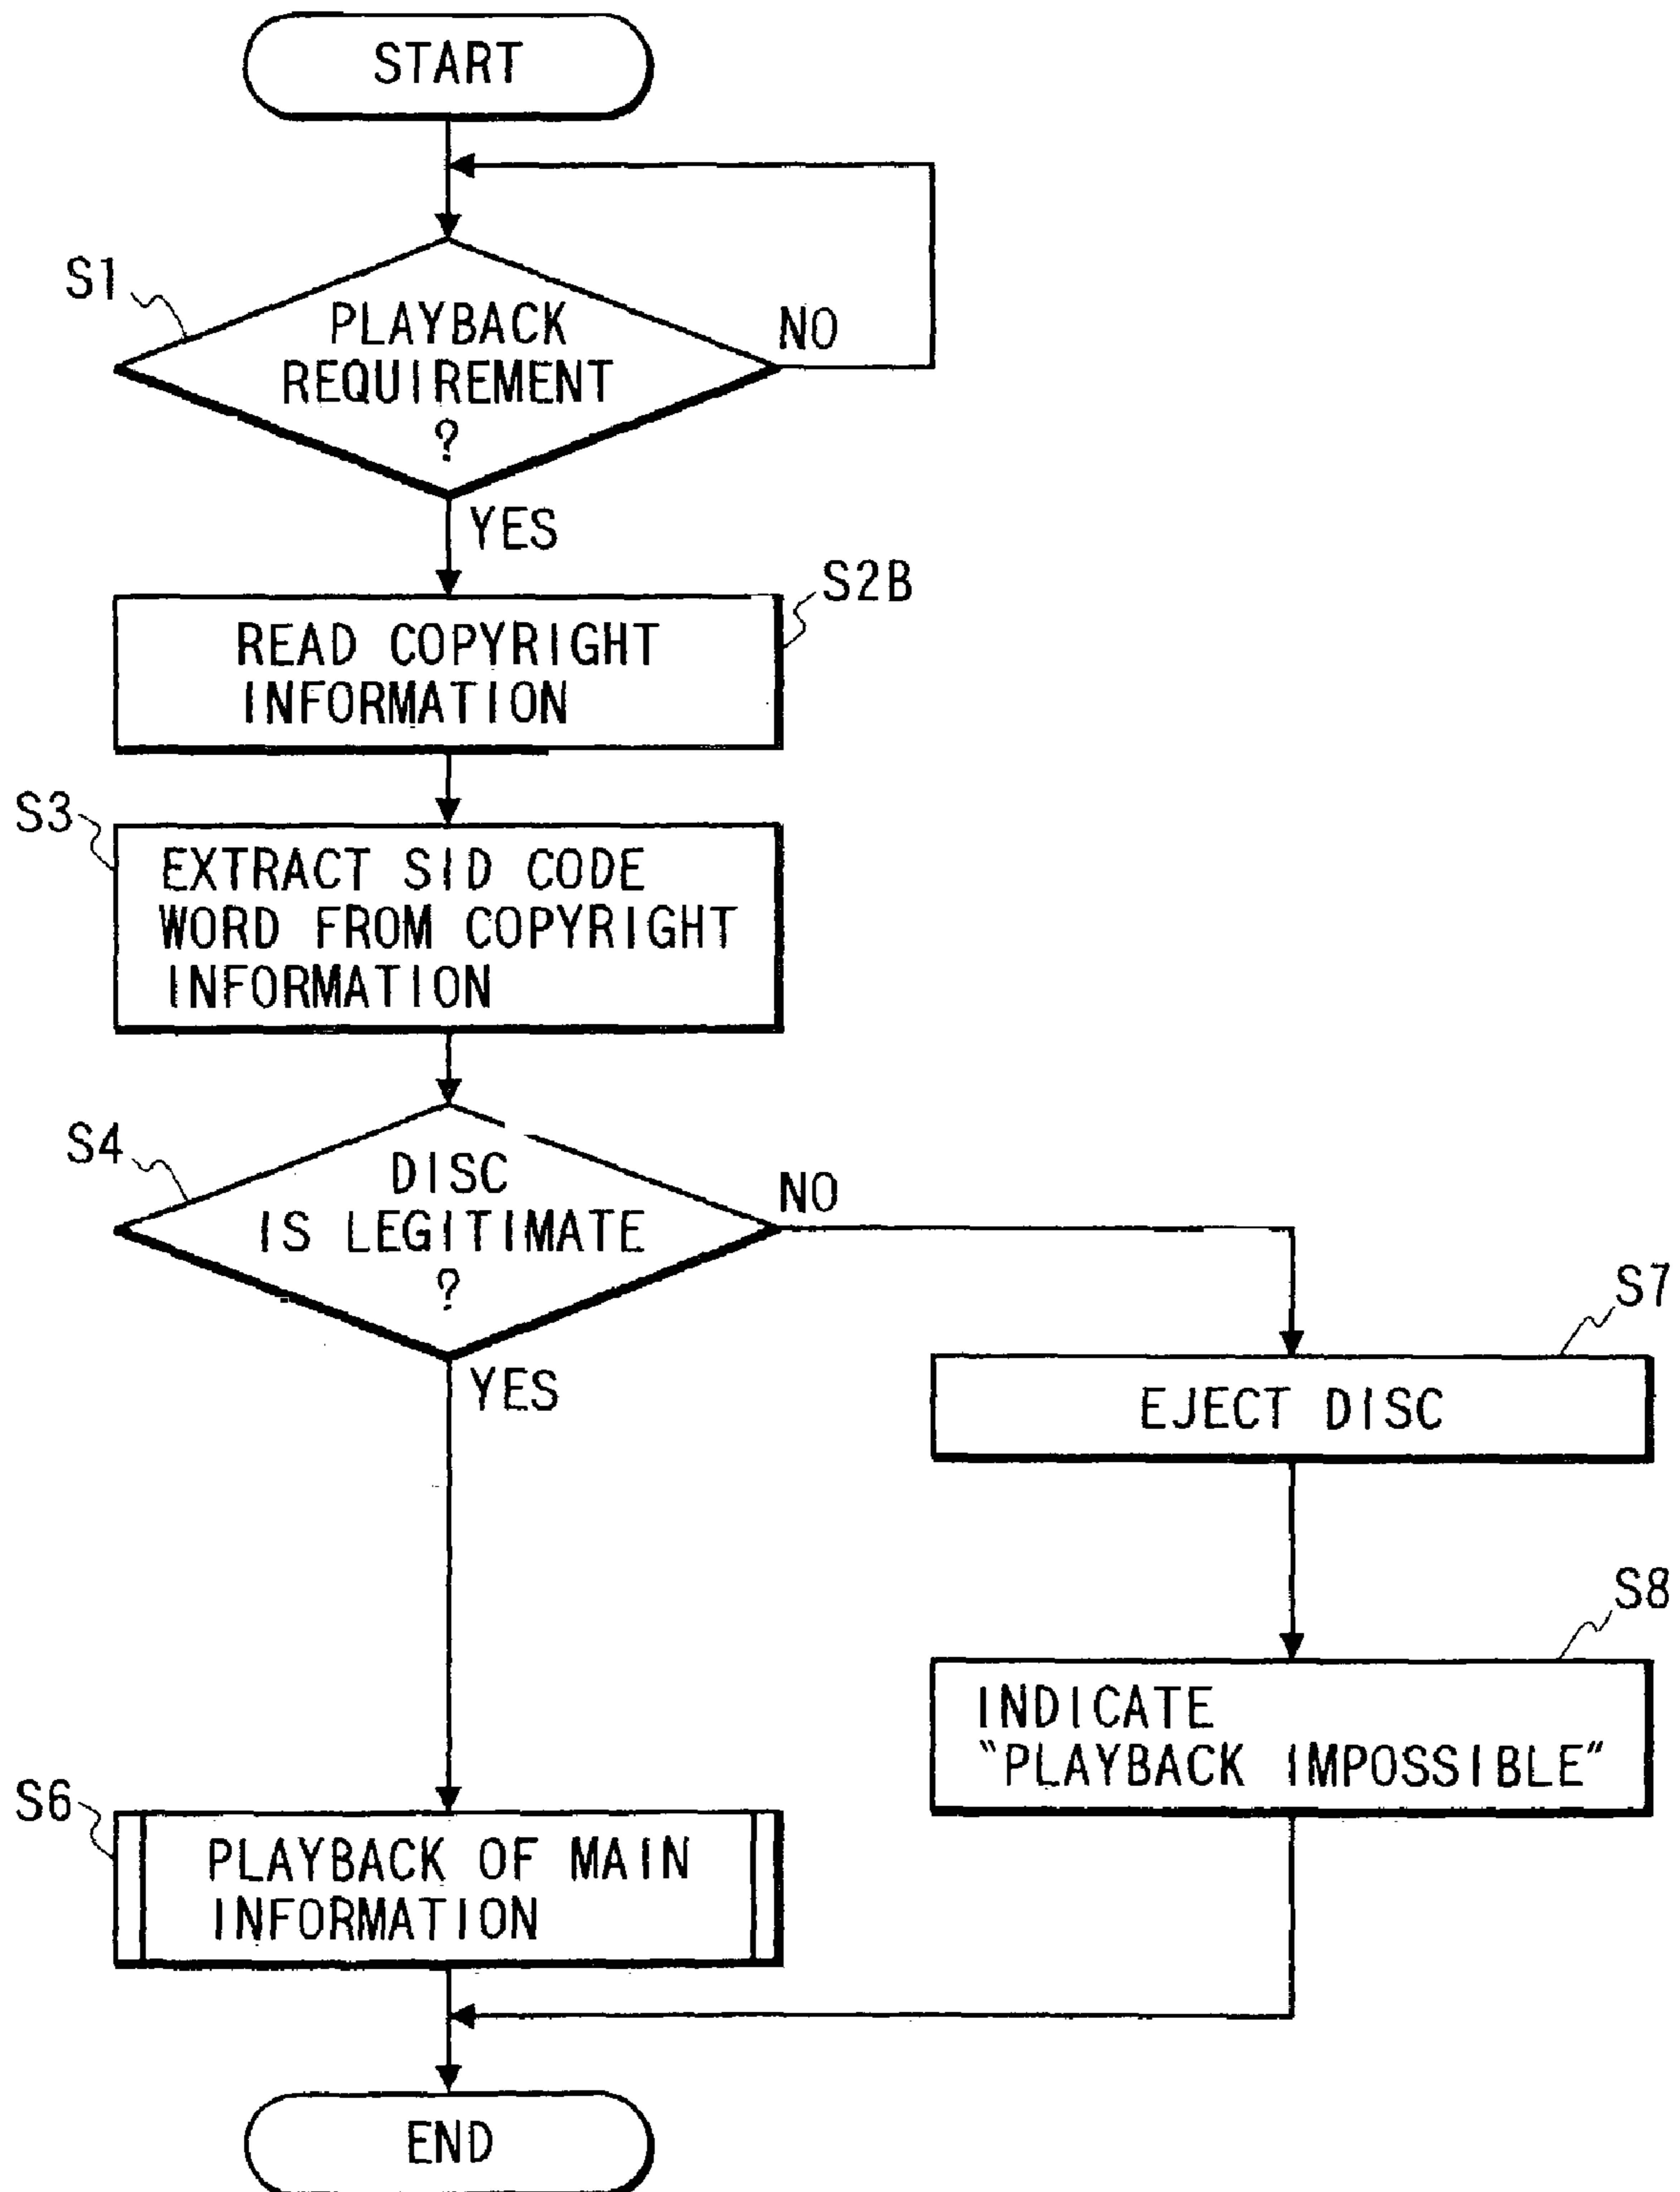 START
S1
PLAYBACK
REQUIREMENT
?
NO
YES
S2B
READ COPYRIGHT
INFORMATION
S3
EXTRACT SID CODE
WORD FROM COPYRIGHT
INFORMATION
S4
DISC
IS LEGITIMATE
?
NO
YES
S7
EJECT DISC
S8
INDICATE
"PLAYBACK IMPOSSIBLE"
S6
PLAYBACK OF MAIN
INFORMATION
END